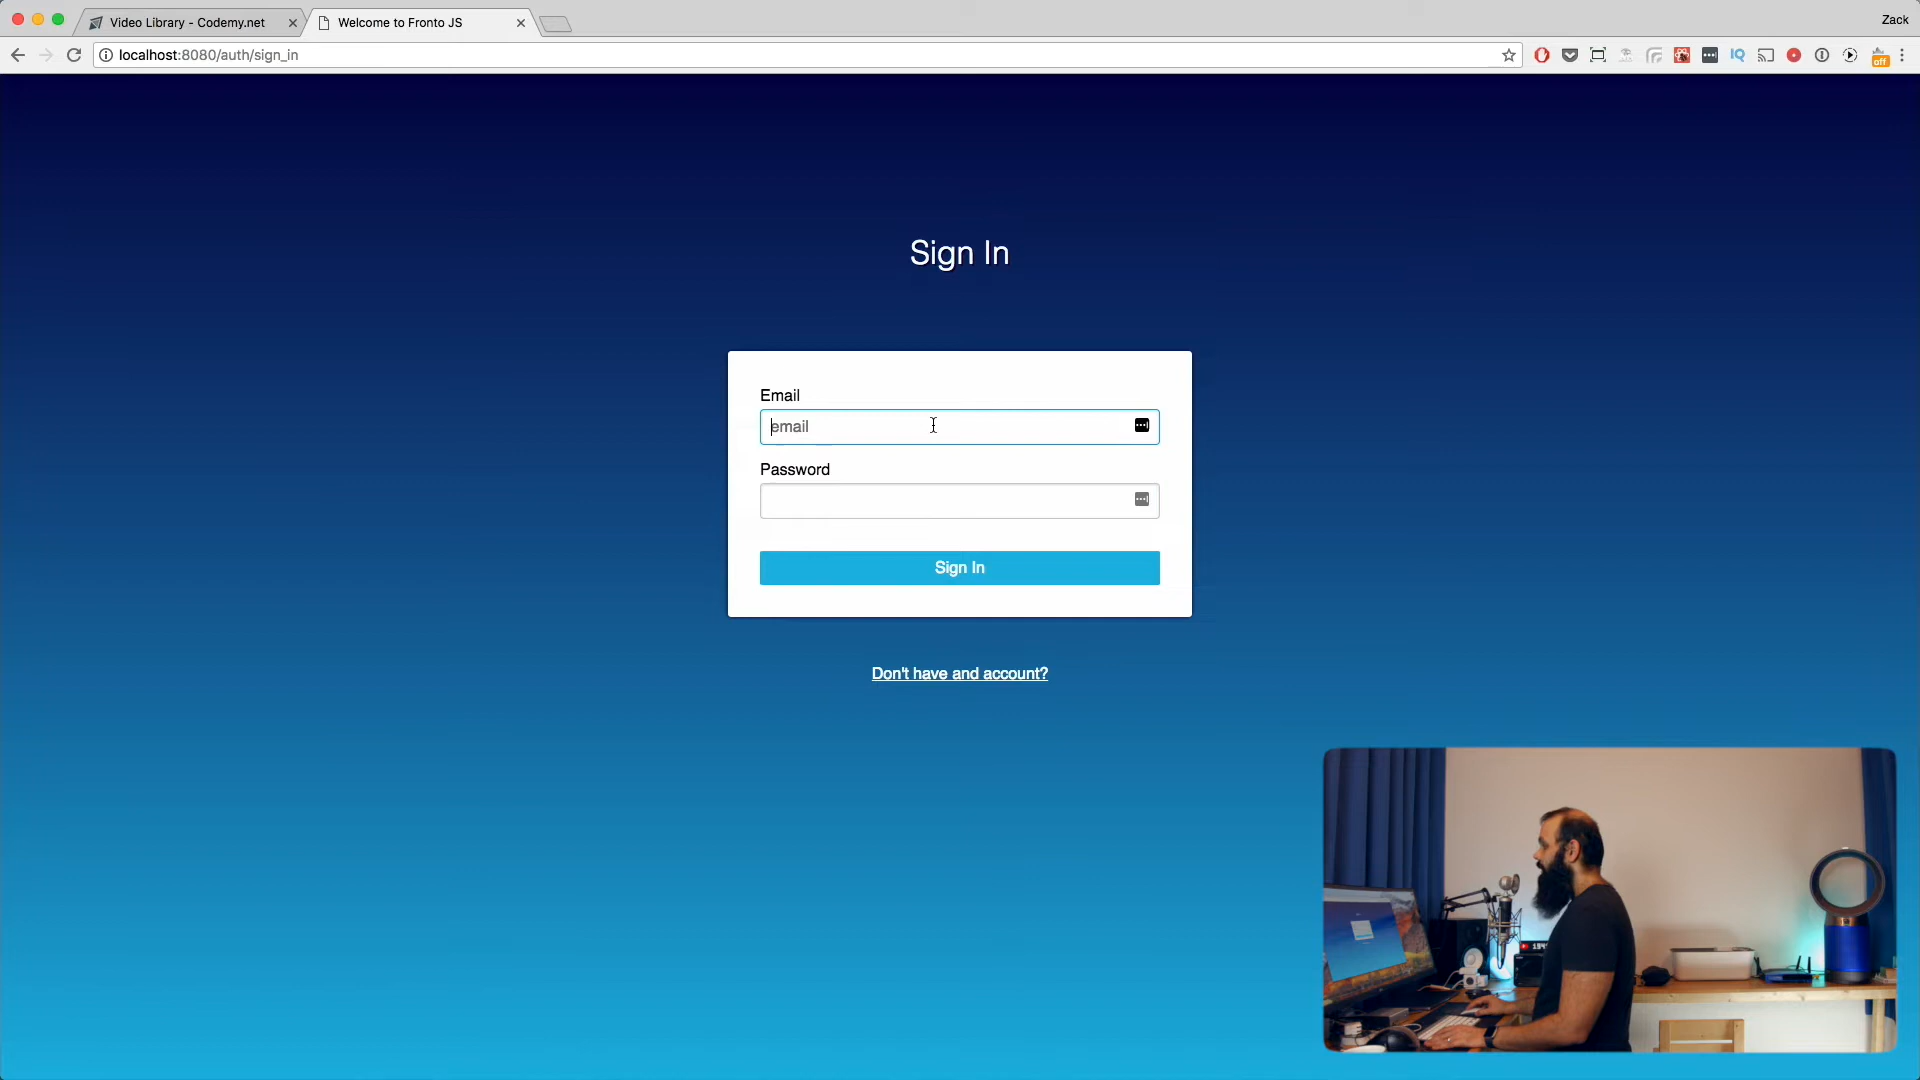 Video Library - Codemy.net
Welcome to Fronto JS
Zack
localhost:8080/auth/sign_in
off
Sign In
Email
email
Password
Sign In
Don't have and account?